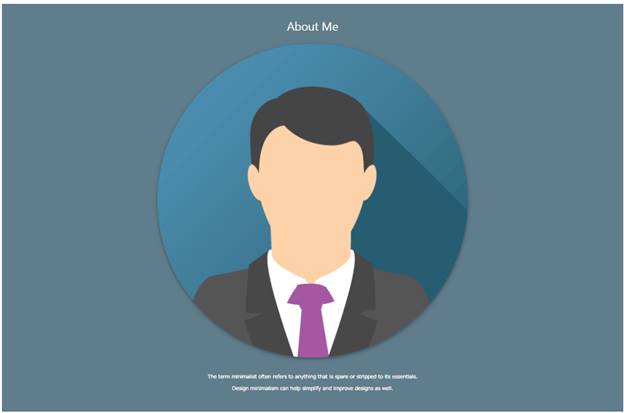 About Me
The term minimalist often refers to anything that is spare or stripped to its essentials.
Design minimalism can help simplify and improve designs as well.